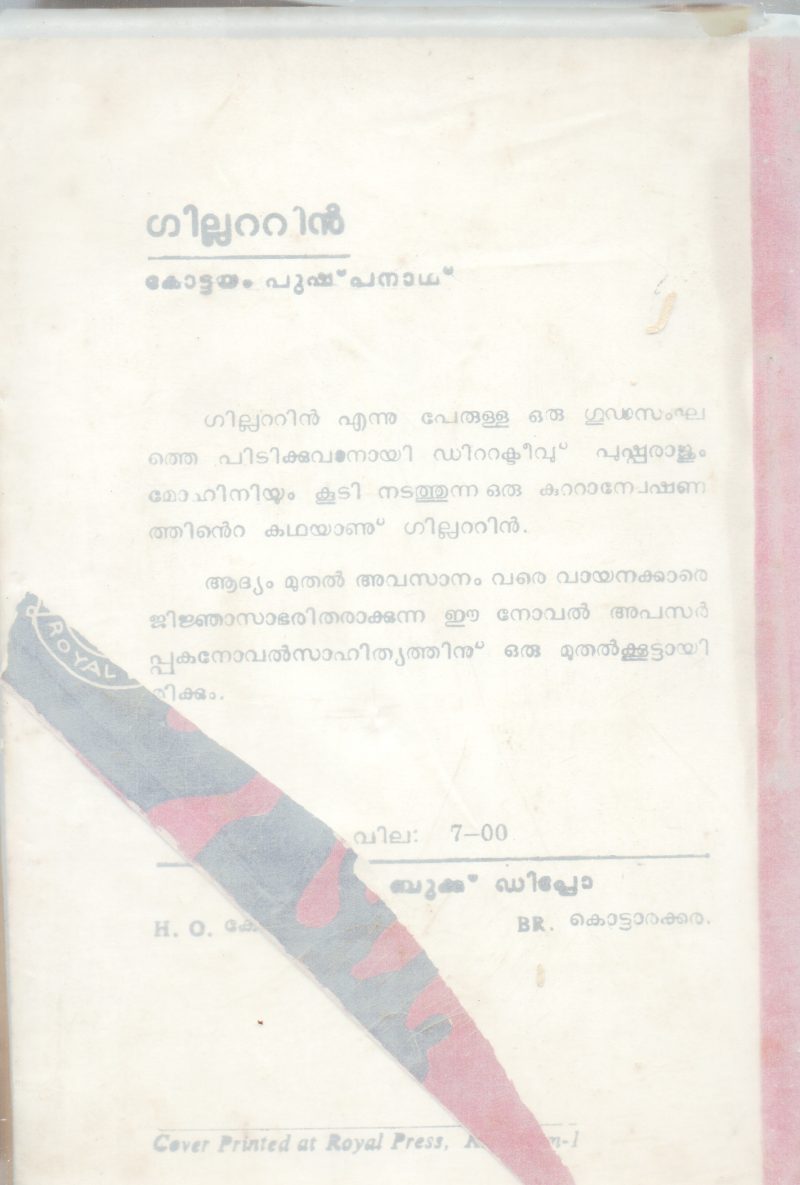 ഗില്ലററിൻ
കോട്ടയം പുഷ്പനാഥ്
ഗില്ലററിൻ എന്നു പേരുള്ള ഒരു ഗൂഢസംഘ
ത്തെ പിടിക്കുവാനായി ഡിററക്ടീവു് പുഷ്പരാജും
മോഹിനിയും കൂടി നടത്തുന്ന ഒരു കുററാന്വേഷണ
ത്തിൻെറ കഥയാണു് ഗില്ലററിൻ.
ആദ്യം മുതൽ അവസാനം വരെ വായനക്കാരെ
ജിജ്ഞാസാഭരിതരാക്കുന്ന ഈ നോവൽ അപസർ
പ്പകനോവൽസാഹിത്യത്തിനു് ഒരു മുതൽക്കൂട്ടായി
രിക്കും.
ROYAL
വില: 7-00
ബുക്ക് ഡിപ്പോ
H. O. BR. കൊട്ടാരക്കര.
Cover Printed at Royal Press,